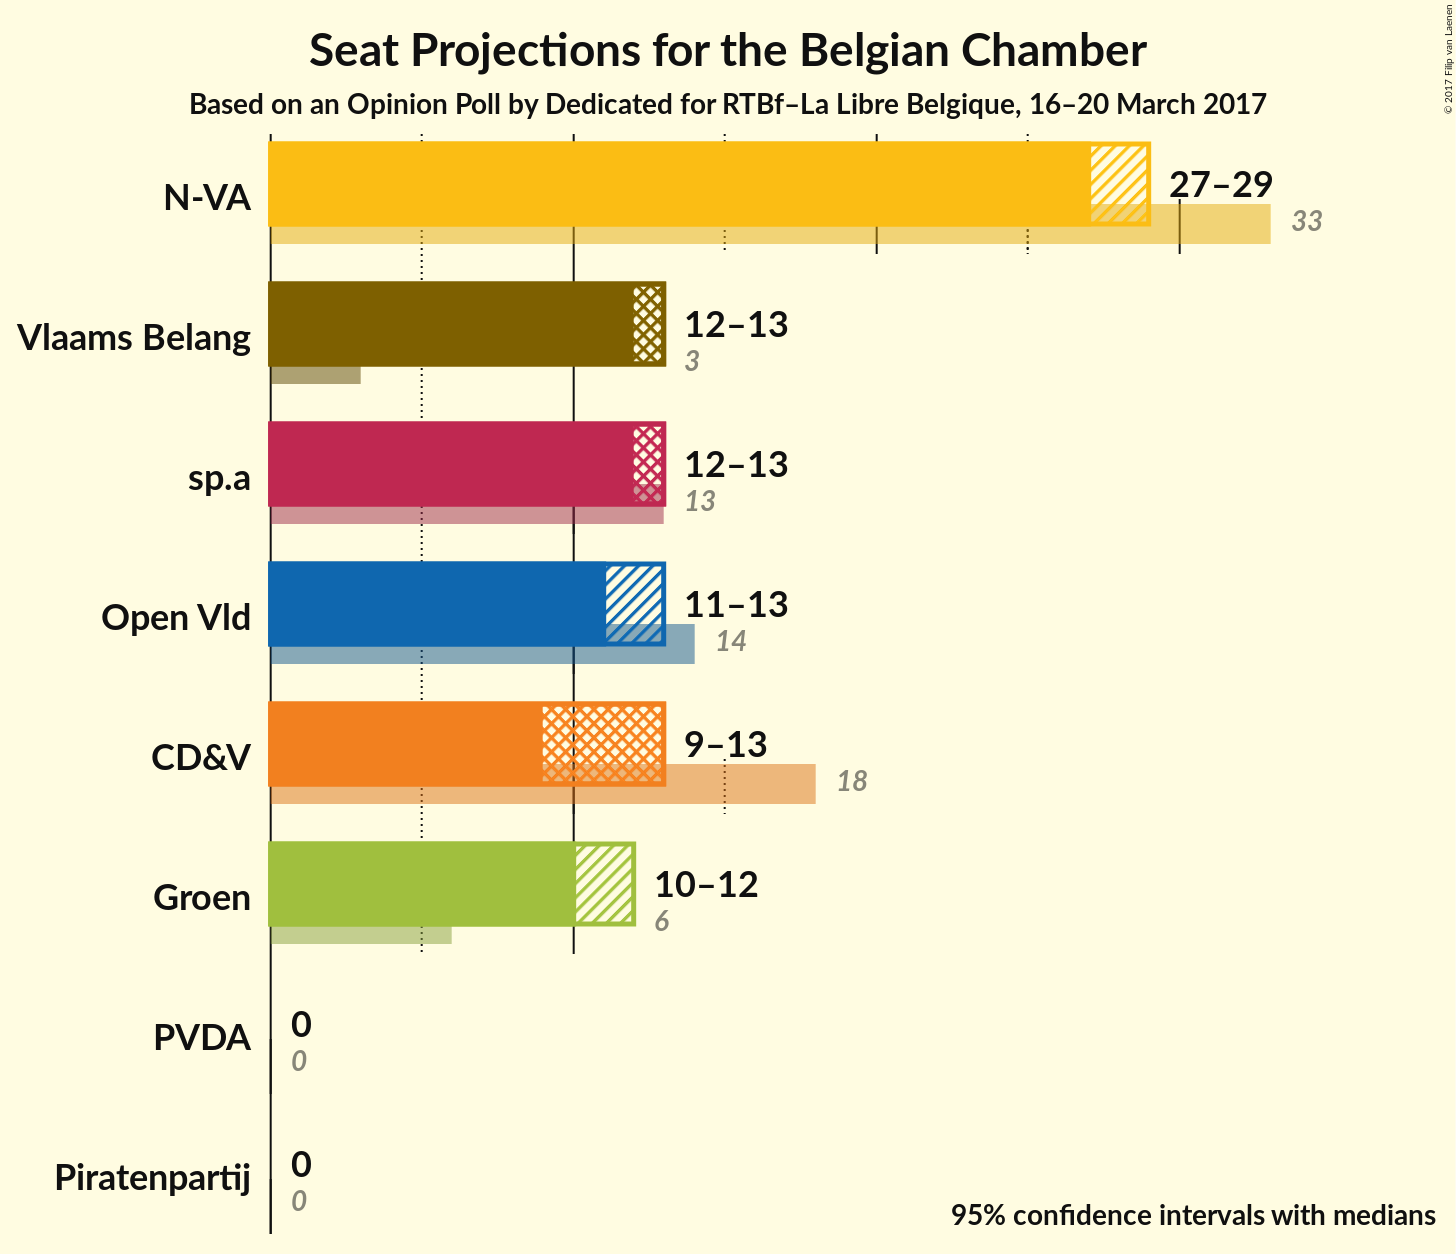 Seat Projections for the Belgian Chamber
Based on an Opinion Poll by Dedicated for RTBf–La Libre Belgique, 16–20 March 2017
© 2017 Filip van Laenen
N-VA
27–29
33
Vlaams Belang
12–13
3
sp.a
12–13
13
Open Vld
11–13
14
CD&V
9–13
18
Groen
10–12
6
PVDA
0
0
Piratenpartij
0
0
95% confidence intervals with medians